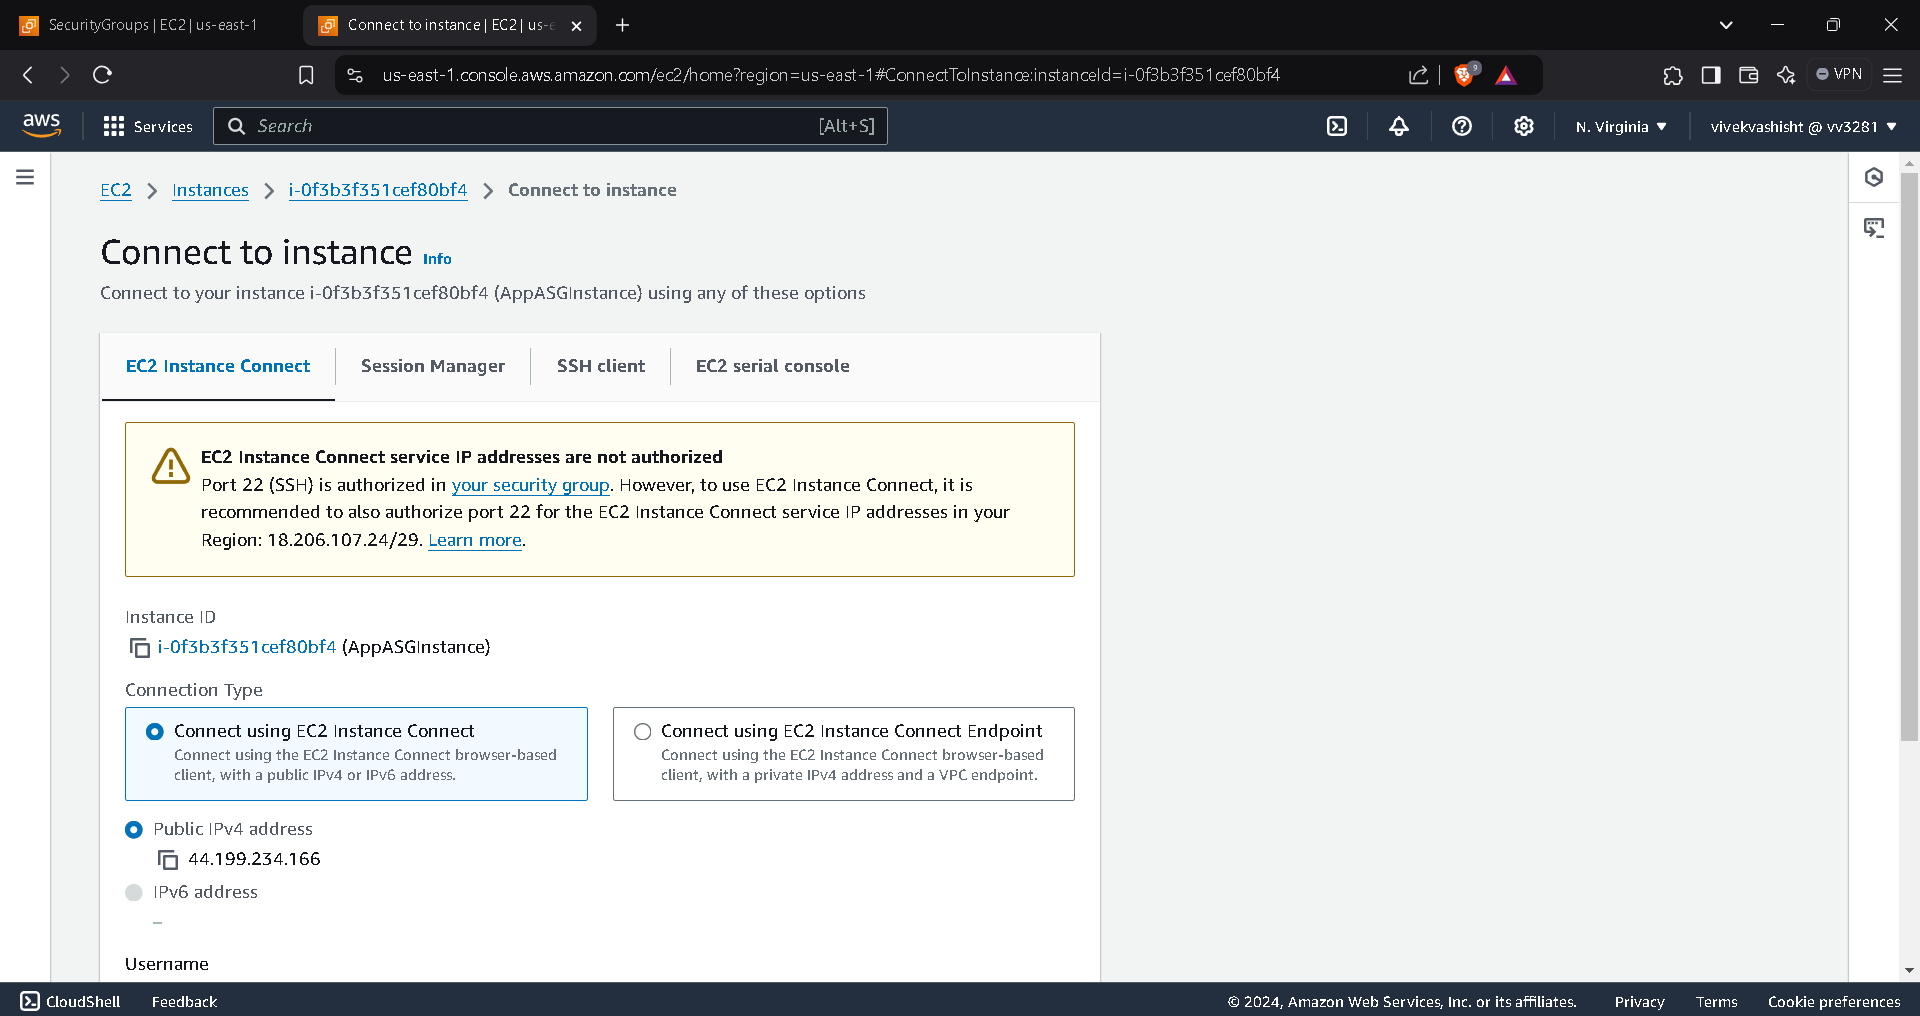 SecurityGroups | EC2 | us-east-1
Connect to instance | EC2 | us-e
us-east-1.console.aws.amazon.com/ec2/home?region=us-east-1#ConnectToInstance:instanceId=i-0f3b3f351cef80bf4
9
VPN
aws
Services
Search
[Alt+S]
N. Virginia
vivekvashisht @ vv3281
EC2 Instances i-0f3b3f351cef80bf4 Connect to instance
Connect to instance Info
Connect to your instance i-0f3b3f351cef80bf4 (AppASGInstance) using any of these options
EC2 Instance Connect
Session Manager
SSH client
EC2 serial console
EC2 Instance Connect service IP addresses are not authorized
Port 22 (SSH) is authorized in your security group. However, to use EC2 Instance Connect, it is
recommended to also authorize port 22 for the EC2 Instance Connect service IP addresses in your
Region: 18.206.107.24/29. Learn more.
Instance ID
i-0f3b3f351cef80bf4 (AppASGInstance)
Connection Type
Connect using EC2 Instance Connect
Connect using the EC2 Instance Connect browser-based
client, with a public IPv4 or IPv6 address.
Connect using EC2 Instance Connect Endpoint
Connect using the EC2 Instance Connect browser-based
client, with a private IPv4 address and a VPC endpoint.
Public IPv4 address
44.199.234.166
IPv6 address
–
Username
CloudShell
Feedback
© 2024, Amazon Web Services, Inc. or its affiliates.
Privacy
Terms
Cookie preferences